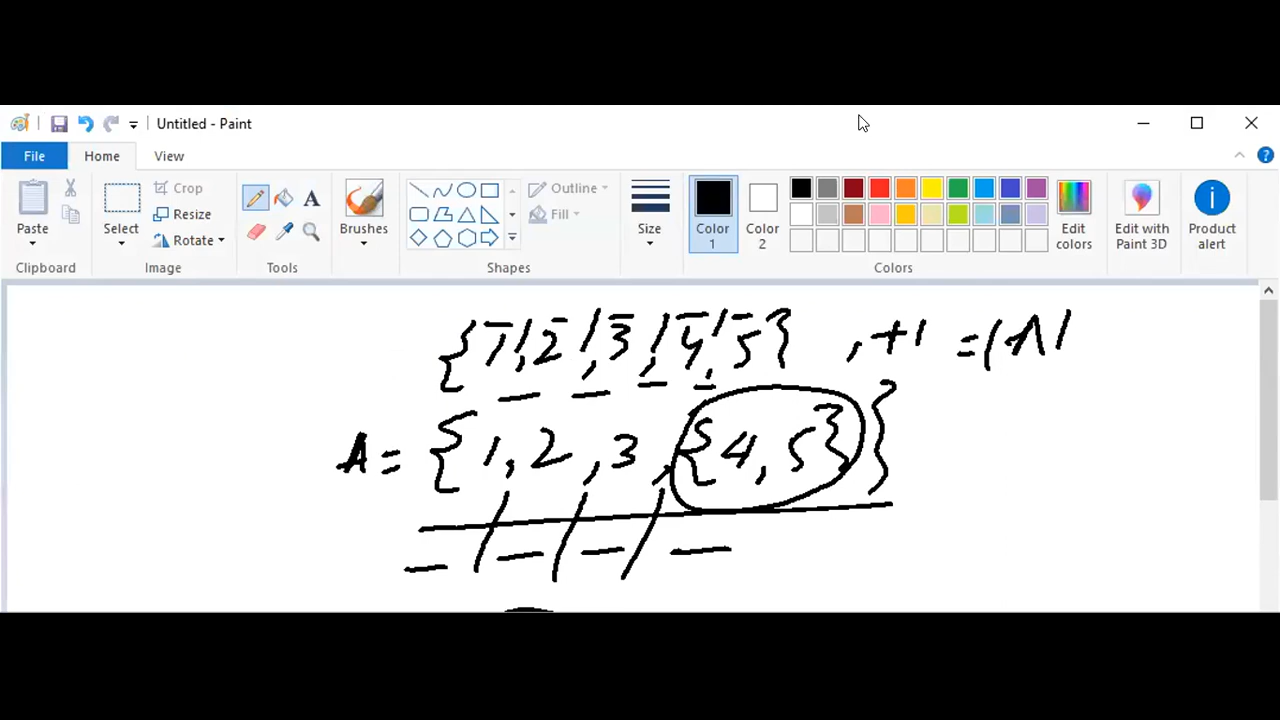 Untitled - Paint
File Home View
Crop
Resize
Rotate
Paste Select Brushes
Outline
Fill
Size Color 1 Color 2 Edit colors Edit with Paint 3D Product alert
Clipboard Image Tools Shapes Colors
{1,2,3,4,5} , +1 = |A|
A = {1,2,3,{4,5}}